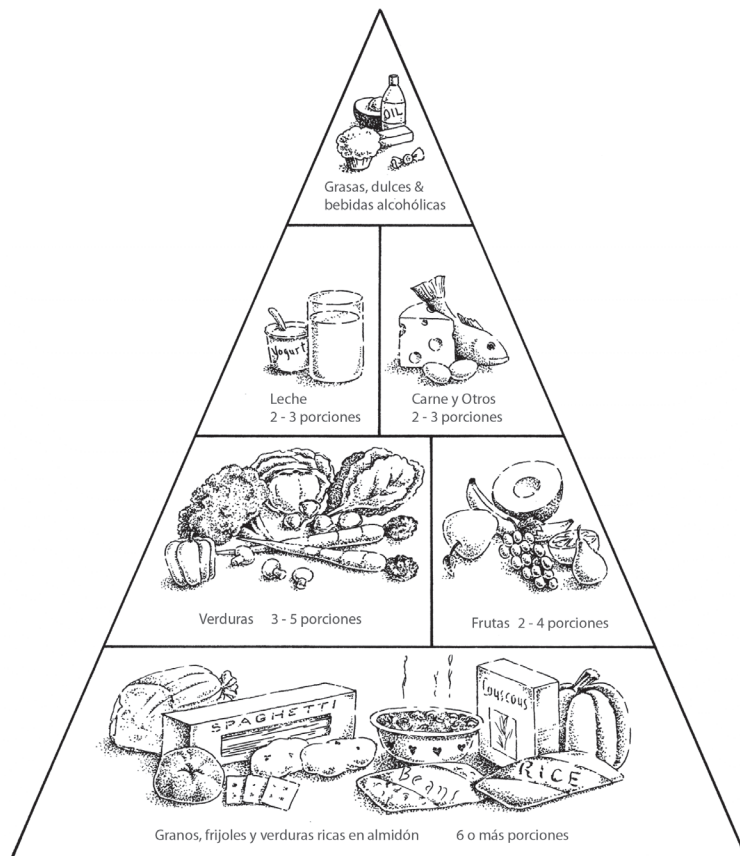 OIL
Grasas, dulces &
bebidas alcohólicas
Yogurt
Leche
2 - 3 porciones
Carne y Otros
2 - 3 porciones
Verduras 3 - 5 porciones
Frutas 2 - 4 porciones
SPAGHETTI
Couscous
Beans
RICE
Granos, frijoles y verduras ricas en almidón 6 o más porciones